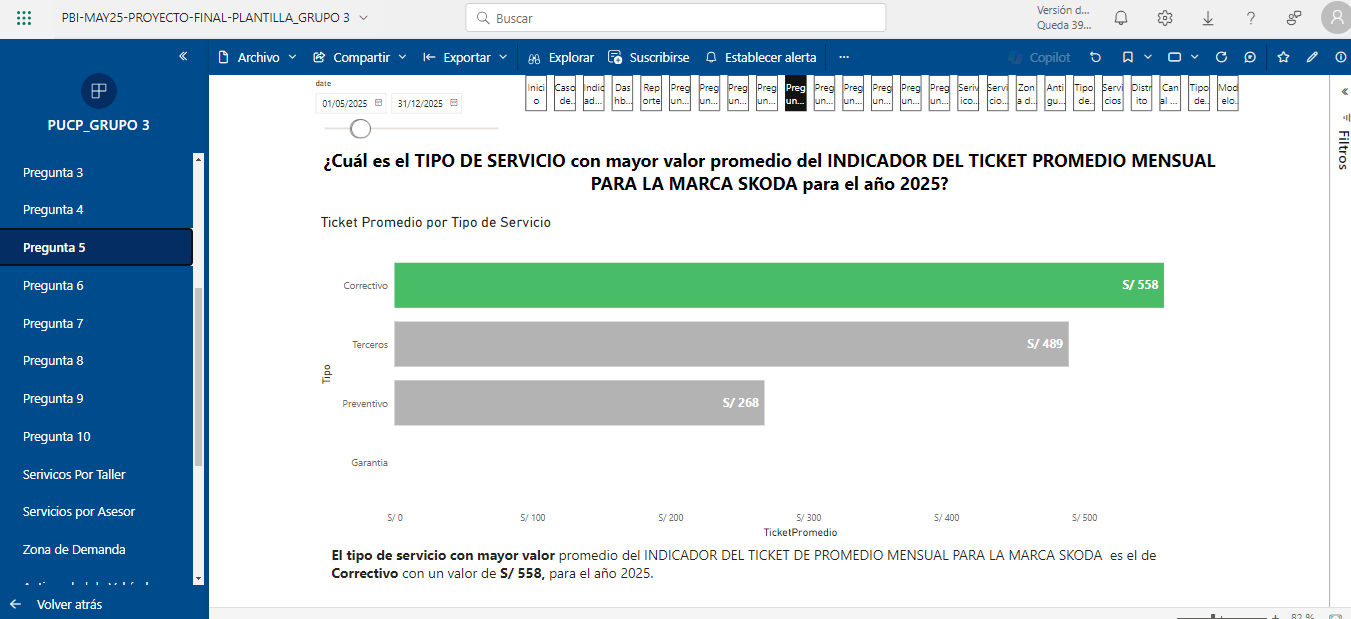 PBI-MAY25-PROYECTO-FINAL-PLANTILLA_GRUPO 3
Buscar
Versión d...
Queda 39...
Archivo
Compartir
Exportar
Explorar
Suscribirse
Establecer alerta
...
Copilot
PUCP_GRUPO 3
Pregunta 3
Pregunta 4
Pregunta 5
Pregunta 6
Pregunta 7
Pregunta 8
Pregunta 9
Pregunta 10
Serivicos Por Taller
Servicios por Asesor
Zona de Demanda
Volver atrás
date
01/05/2025
31/12/2025
Inici o
Caso de...
Indic ad...
Das hb...
Rep orte
Preg un...
Preg un...
Preg un...
Preg un...
Preg un...
Preg un...
Preg un...
Preg un...
Preg un...
Preg un...
Seriv ico...
Servi cio...
Zon a d...
Anti gu...
Tipo de...
Servi cios
Distr ito
Can al ...
Tipo de...
Mod elo...
Filtros
¿Cuál es el TIPO DE SERVICIO con mayor valor promedio del INDICADOR DEL TICKET PROMEDIO MENSUAL
PARA LA MARCA SKODA para el año 2025?
Ticket Promedio por Tipo de Servicio
Tipo
Correctivo
S/ 558
Terceros
S/ 489
Preventivo
S/ 268
Garantia
S/ 0
S/ 100
S/ 200
S/ 300
S/ 400
S/ 500
TicketPromedio
El tipo de servicio con mayor valor promedio del INDICADOR DEL TICKET DE PROMEDIO MENSUAL PARA LA MARCA SKODA es el de
Correctivo con un valor de S/ 558, para el año 2025.